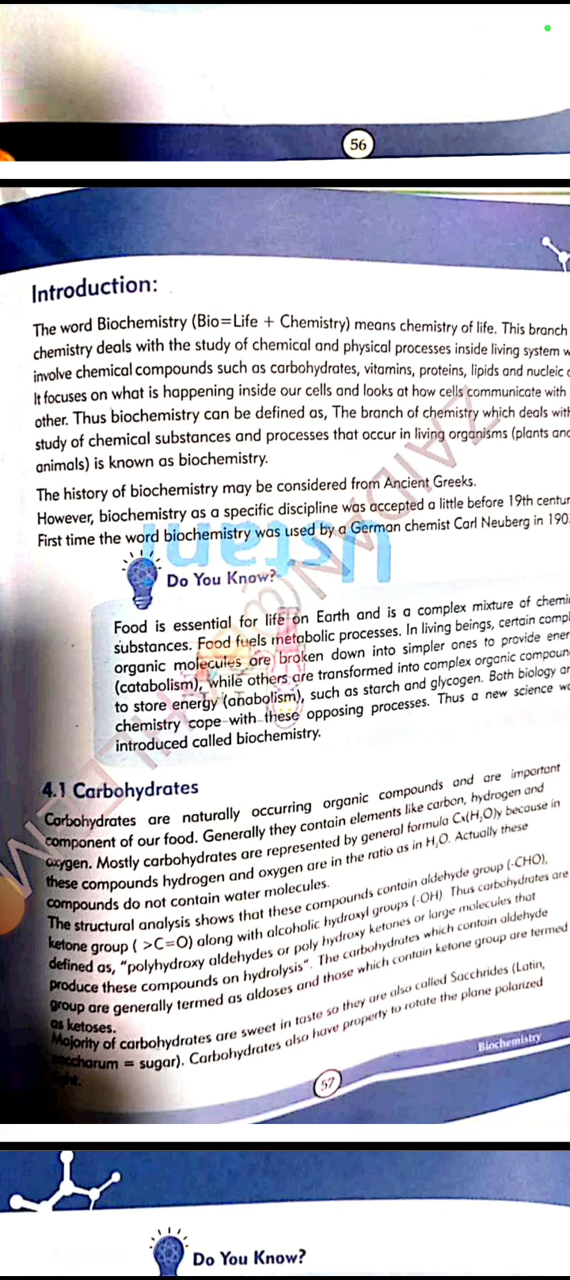 56
Introduction:
The word Biochemistry (Bio=Life + Chemistry) means chemistry of life. This branch
chemistry deals with the study of chemical and physical processes inside living system
involve chemical compounds such as carbohydrates, vitamins, proteins, lipids and nucleic
It focuses on what is happening inside our cells and looks at how cells communicate with
other. Thus biochemistry can be defined as, The branch of chemistry which deals with
study of chemical substances and processes that occur in living organisms (plants and
animals) is known as biochemistry.
The history of biochemistry may be considered from Ancient Greeks.
However, biochemistry as a specific discipline was accepted a little before 19th
First time the word biochemistry was used by a German chemist Carl Neuberg in 190
Do You Know?
Food is essential for life on Earth and is a complex mixture of
substances. Food fuels metabolic processes. In living beings, certain
organic molecules are broken down into simpler ones to provide
(catabolism), while others are transformed into complex organic
to store energy (anabolism), such as starch and glycogen. Both biology
chemistry cope with these opposing processes. Thus a new science
introduced called biochemistry.
4.1 Carbohydrates
Carbohydrates are naturally occurring organic compounds and are important
component of our food. Generally they contain elements like carbon, hydrogen and
oxygen. Mostly carbohydrates are represented by general formula Cx(H₂O)y because in
these compounds hydrogen and oxygen are in the ratio as in H₂O. Actually these
compounds do not contain water molecules.
The structural analysis shows that these compounds contain aldehyde group (-CHO),
ketone group ( >C=O) along with alcoholic hydroxyl groups (-OH) Thus carbohydrates are
defined as, "polyhydroxy aldehydes or poly hydroxy ketones or large molecules that
produce these compounds on hydrolysis". The carbohydrates which contain aldehyde
group are generally termed as aldoses and those which contain ketone group are termed
as ketoses.
Majority of carbohydrates are sweet in taste so they are also called Sacchrides (Latin,
saccharum = sugar). Carbohydrates also have property to rotate the plane polarized
light.
Biochemistry
57
Do You Know?